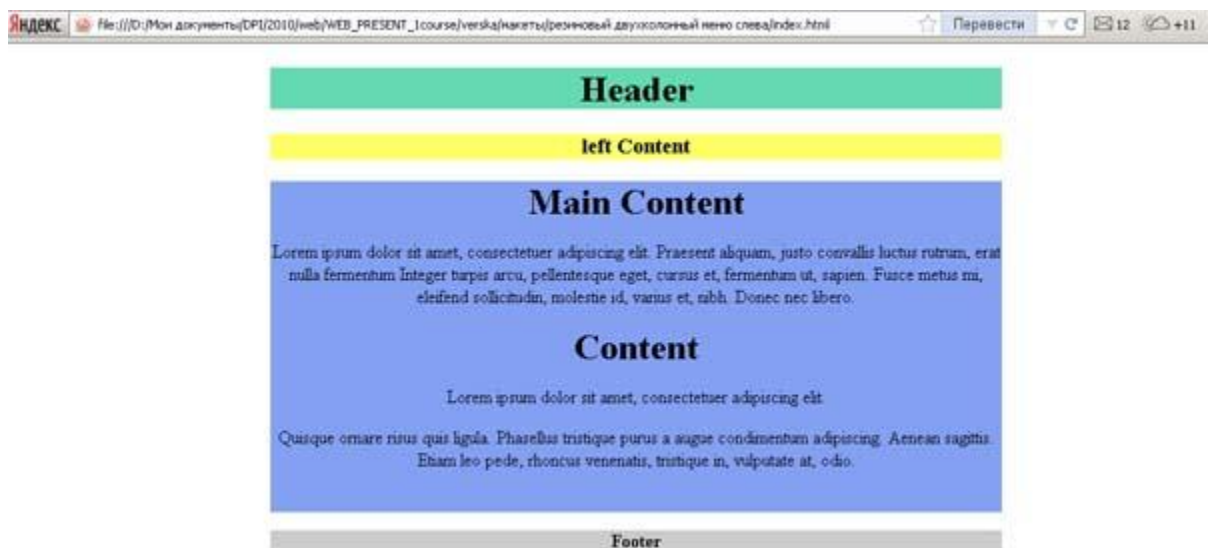 Яндекс file:///D:/Мои документы/DPI/2010/web/WEB_PRESENT_1course/verska/макеты/резиновый двухколонный меню слева/index.html Перевести 12 +11
Header
left Content
Main Content
Lorem ipsum dolor sit amet, consectetuer adipiscing elit. Praesent aliquam, justo convallis luctus rutrum, erat
nulla fermentum Integer turpis arcu, pellentesque eget, cursus et, fermentum ut, sapien. Fusce metus mi,
eleifend sollicitudin, molestie id, varius et, nibh. Donec nec libero.
Content
Lorem ipsum dolor sit amet, consectetuer adipiscing elit.
Quisque ornare risus quis ligula. Phasellus tristique purus a augue condimentum adipiscing. Aenean sagittis.
Etiam leo pede, rhoncus venenatis, tristique in, vulputate at, odio.
Footer